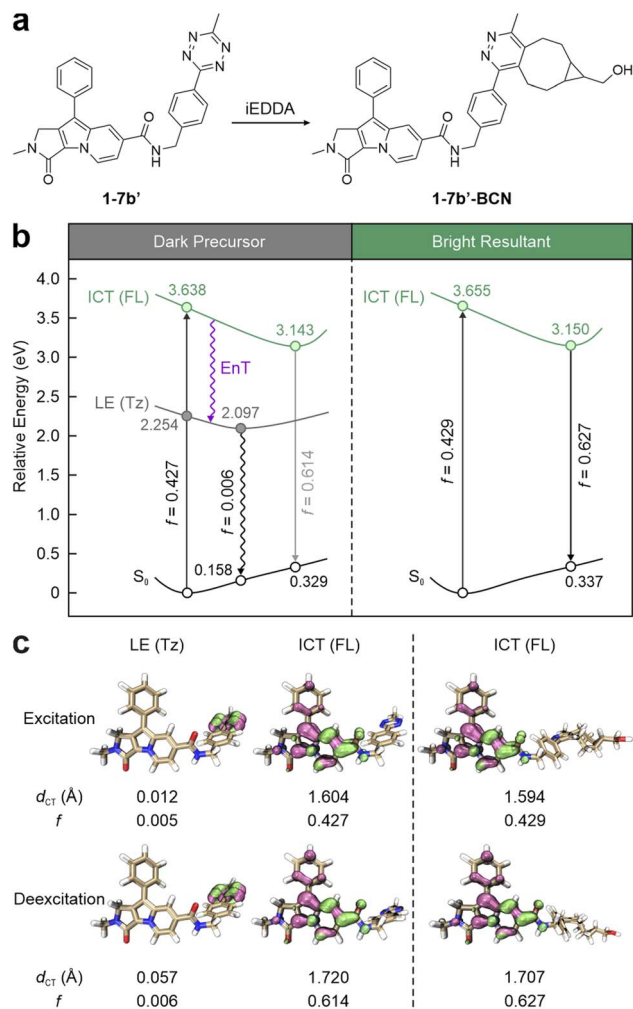 a
N N
N N
iEDDA
N
O
N
H
N
O
1-7b'
N
N
OH
N
O
N
H
N
O
1-7b'-BCN
b
Dark Precursor Bright Resultant
Relative Energy (eV)
4.0
3.5
3.0
2.5
2.0
1.5
1.0
0.5
0
ICT (FL) 3.638
3.143
EnT
LE (Tz) 2.097
2.254
f = 0.427
f = 0.006
f = 0.614
S0 0.158
0.329
ICT (FL) 3.655
3.150
f = 0.429
f = 0.627
S0
0.337
c
LE (Tz) ICT (FL) ICT (FL)
Excitation
dCT (Å) 0.012 1.604 1.594
f 0.005 0.427 0.429
Deexcitation
dCT (Å) 0.057 1.720 1.707
f 0.006 0.614 0.627